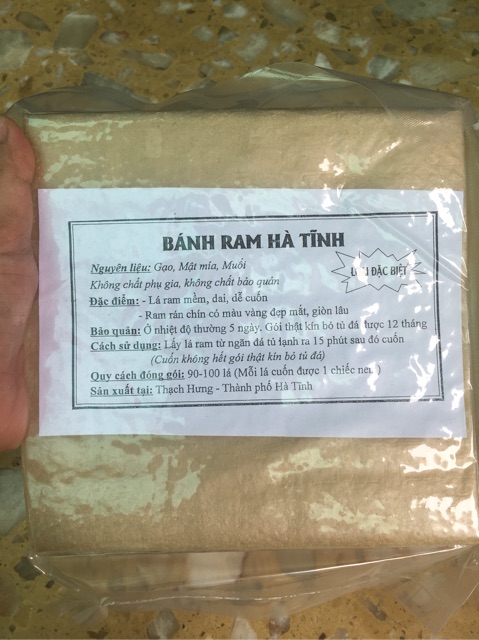 BÁNH RAM HÀ TĨNH
Nguyên liệu: Gạo, Mật mía, Muối
Không chất phụ gia, không chất bảo quản
ĐẶC BIỆT
Đặc điểm: - Lá ram mềm, dai, dễ cuốn
- Ram rán chín có màu vàng đẹp mắt, giòn lâu
Bảo quản: Ở nhiệt độ thường 5 ngày. Gói thật kín bỏ tủ đá được 12 tháng
Cách sử dụng: Lấy lá ram từ ngăn đá tủ lạnh ra 15 phút sau đó cuốn
(Cuốn không hết gói thật kín bỏ tủ đá)
Quy cách đóng gói: 90-100 lá (Mỗi lá cuốn được 1 chiếc nem )
Sản xuất tại: Thạch Hưng - Thành phố Hà Tĩnh